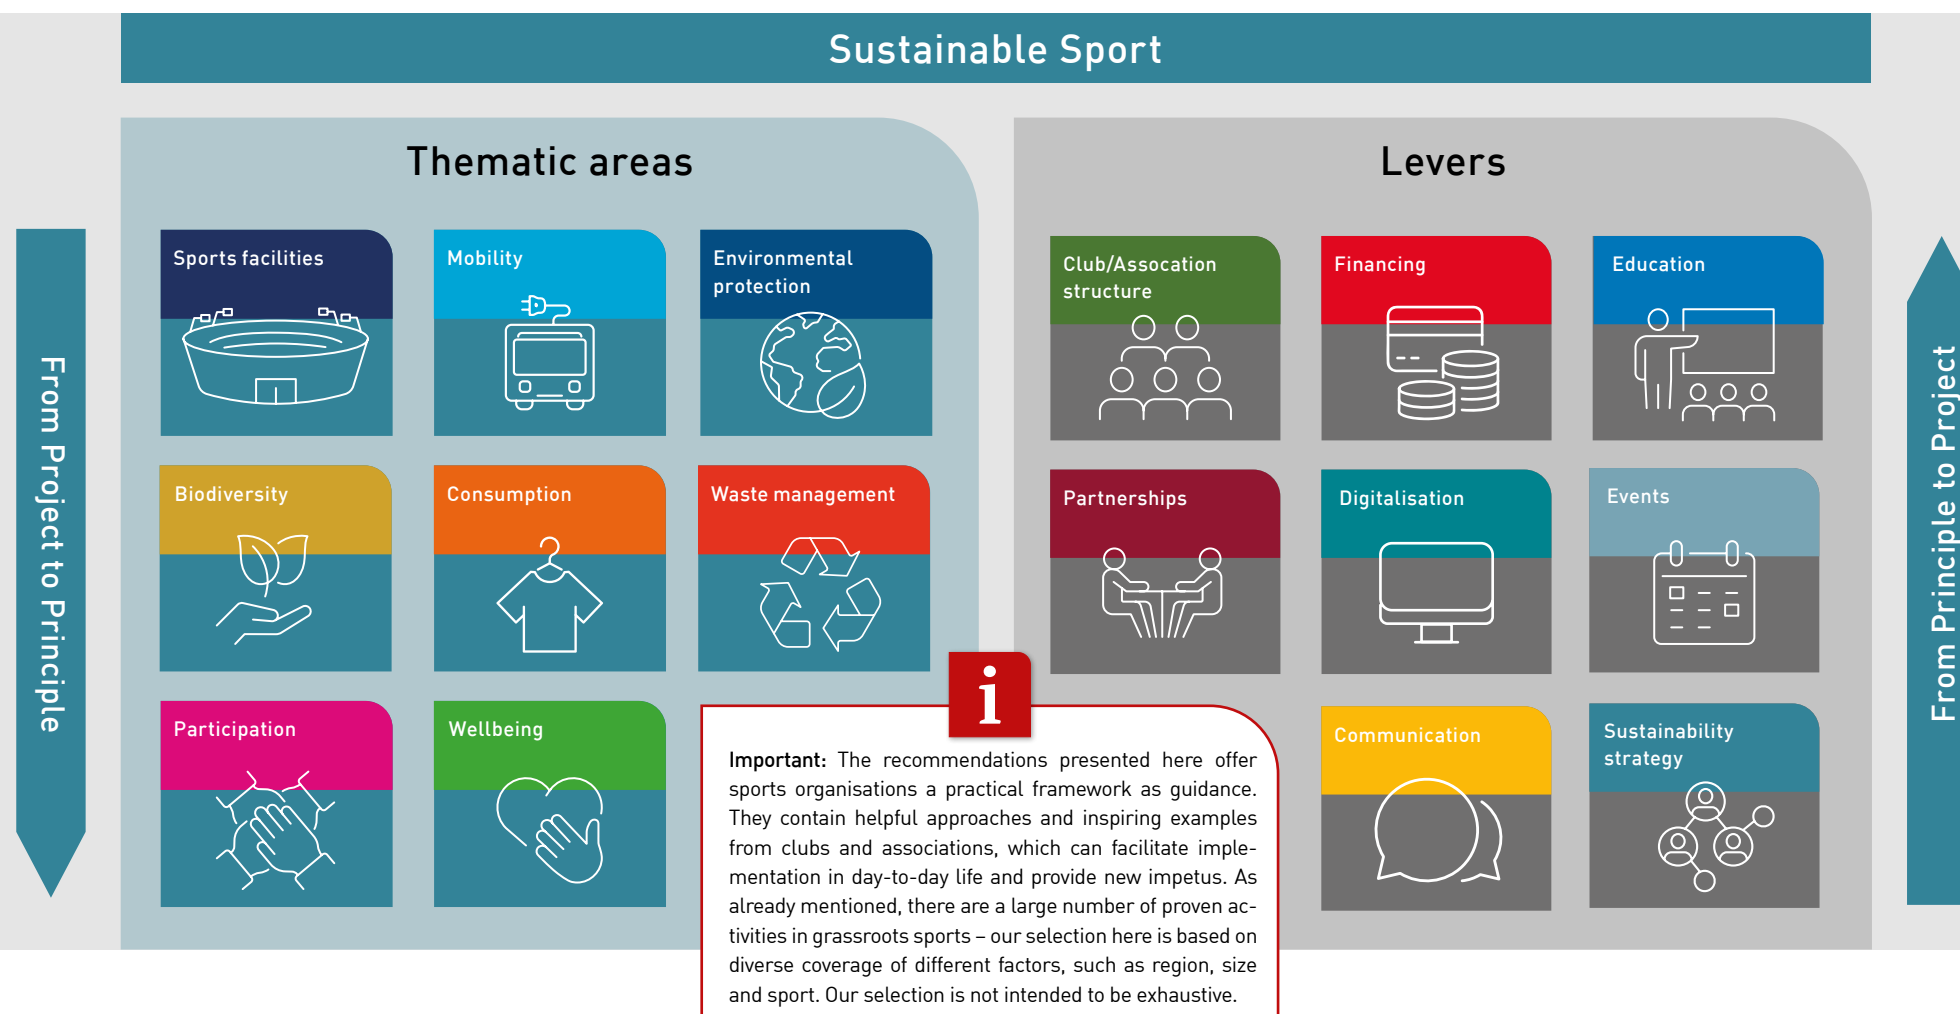 Sustainable Sport
From Project to Principle
Thematic areas
Sports facilities
Mobility
Environmental
protection
Biodiversity
Consumption
Waste management
Participation
Wellbeing
Levers
Club/Assocation
structure
Financing
Education
Partnerships
Digitalisation
Events
Communication
Sustainability
strategy
From Principle to Project
i
Important: The recommendations presented here offer
sports organisations a practical framework as guidance.
They contain helpful approaches and inspiring examples
from clubs and associations, which can facilitate imple-
mentation in day-to-day life and provide new impetus. As
already mentioned, there are a large number of proven ac-
tivities in grassroots sports – our selection here is based on
diverse coverage of different factors, such as region, size
and sport. Our selection is not intended to be exhaustive.